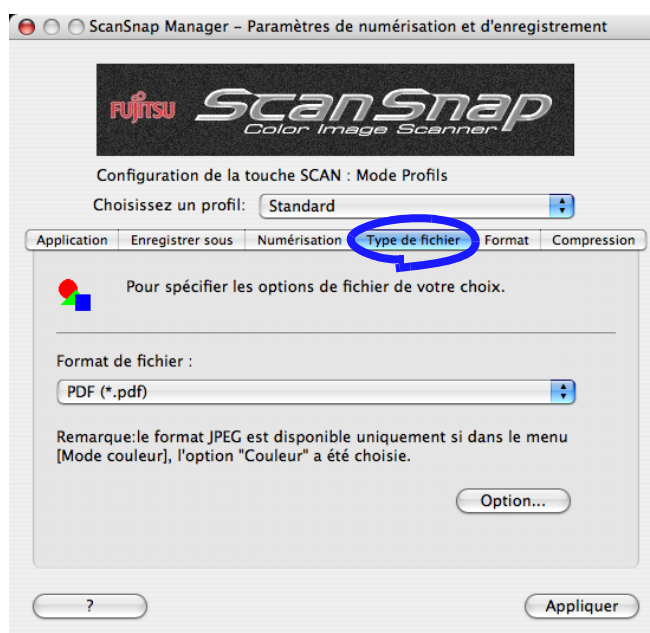 ScanSnap Manager – Paramètres de numérisation et d'enregistrement
FUJITSU ScanSnap
Color Image Scanner
Configuration de la touche SCAN : Mode Profils
Choisissez un profil: Standard
Application Enregistrer sous Numérisation Type de fichier Format Compression
Pour spécifier les options de fichier de votre choix.
Format de fichier :
PDF (*.pdf)
Remarque:le format JPEG est disponible uniquement si dans le menu
[Mode couleur], l'option "Couleur" a été choisie.
Option...
? Appliquer